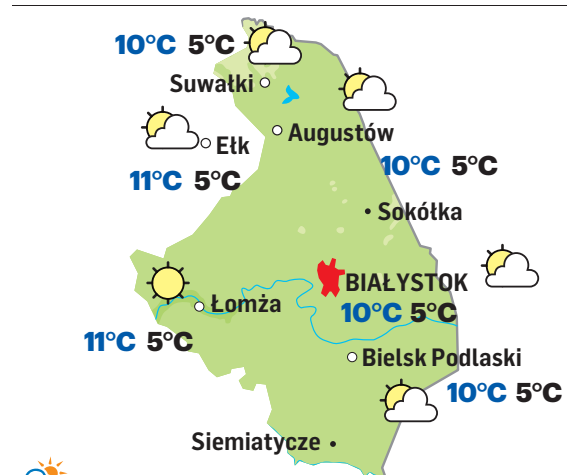 10°C 5°C
Suwałki
Augustów
Ełk
11°C 5°C
10°C 5°C
Sokółka
BIAŁYSTOK
Łomża
10°C 5°C
11°C 5°C
Bielsk Podlaski
10°C 5°C
Siemiatycze